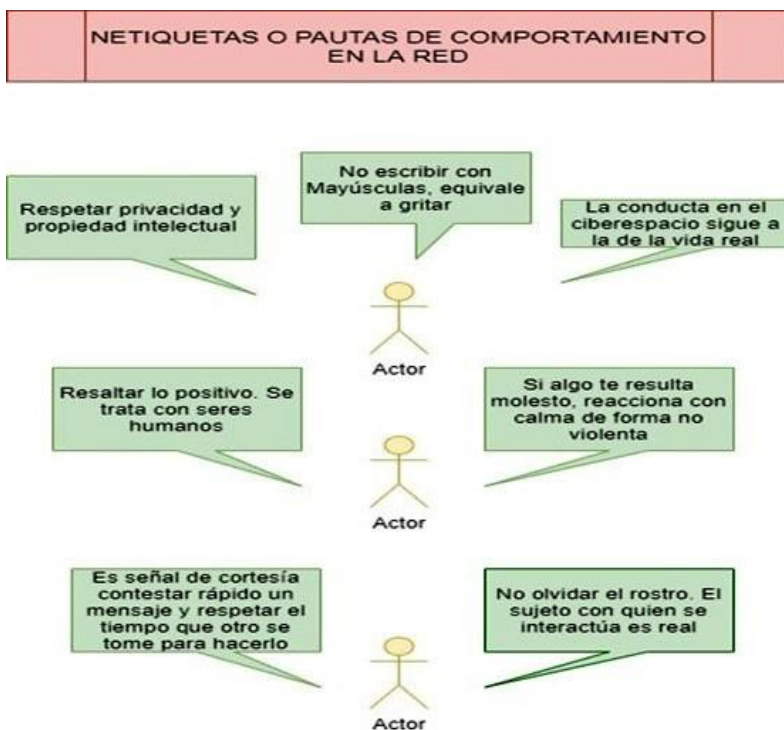 NETIQUETAS O PAUTAS DE COMPORTAMIENTO
EN LA RED
No escribir con
Mayúsculas, equivale
a gritar
Respetar privacidad y
propiedad intelectual
La conducta en el
ciberespacio sigue a
la de la vida real
Actor
Resaltar lo positivo. Se
trata con seres
humanos
Si algo te resulta
molesto, reacciona con
calma de forma no
violenta
Actor
Es señal de cortesía
contestar rápido un
mensaje y respetar el
tiempo que otro se
tome para hacerlo
No olvidar el rostro. El
sujeto con quien se
interactúa es real
Actor